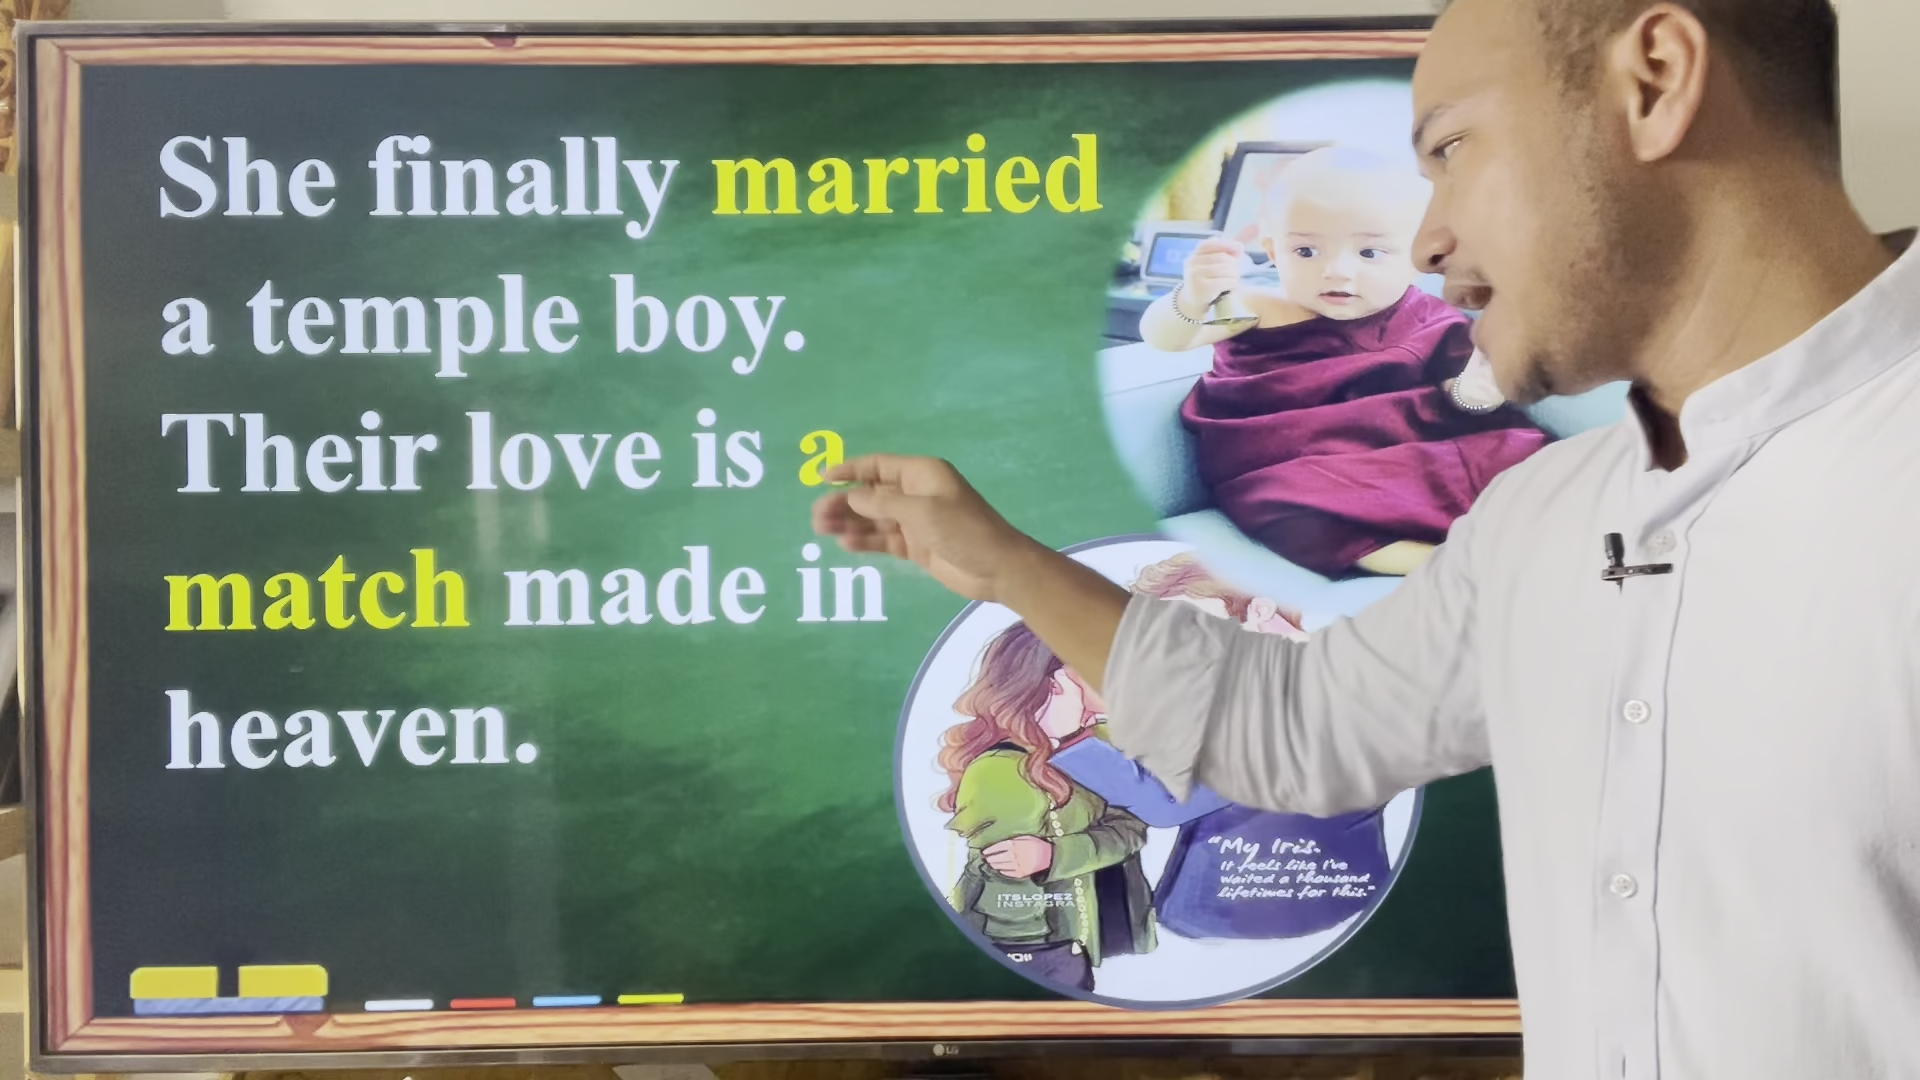 She finally married
a temple boy.
Their love is a
match made in
heaven.
"My Iris.
It feels like I've
waited a thousand
lifetimes for this."
ITSLOPEZ
LG